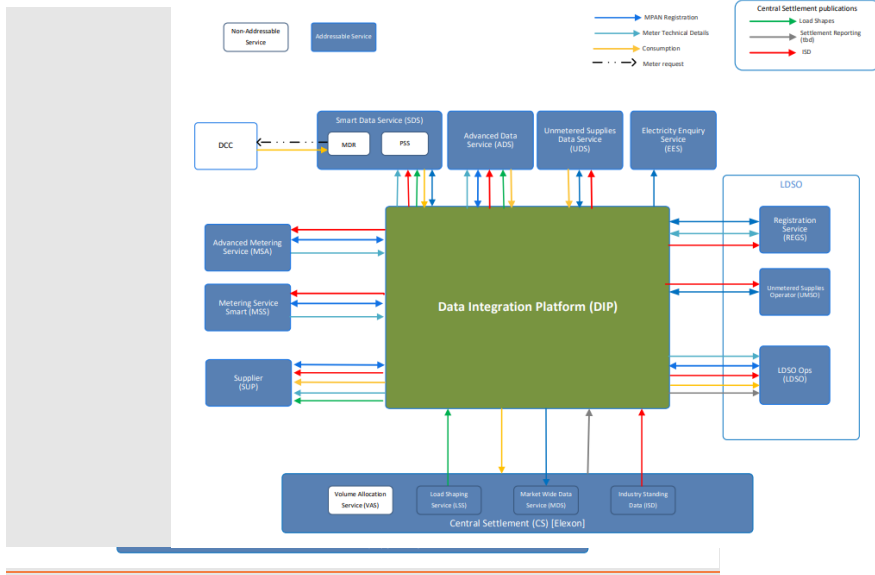 Central Settlement publications
Non-Addressable
Service
Addressable Service
MPAN Registration
Meter Technical Details
Consumption
Meter request
Load Shapes
Settlement Reporting
(tbd)
ISD
DCC
Smart Data Service (SDS)
MDR
PSS
Advanced Data
Service (ADS)
Unmetered Supplies
Data Service
(UDS)
Electricity Enquiry
Service
(EES)
LDSO
Advanced Metering
Service (MSA)
Registration
Service
(REGS)
Metering Service
Smart (MSS)
Data Integration Platform (DIP)
Unmetered Supplies
Operator (UMSO)
Supplier
(SUP)
LDSO Ops
(LDSO)
Volume Allocation
Service (VAS)
Load Shaping
Service (LSS)
Market Wide Data
Service (MDS)
Industry Standing
Data (ISD)
Central Settlement (CS) [Elexon]